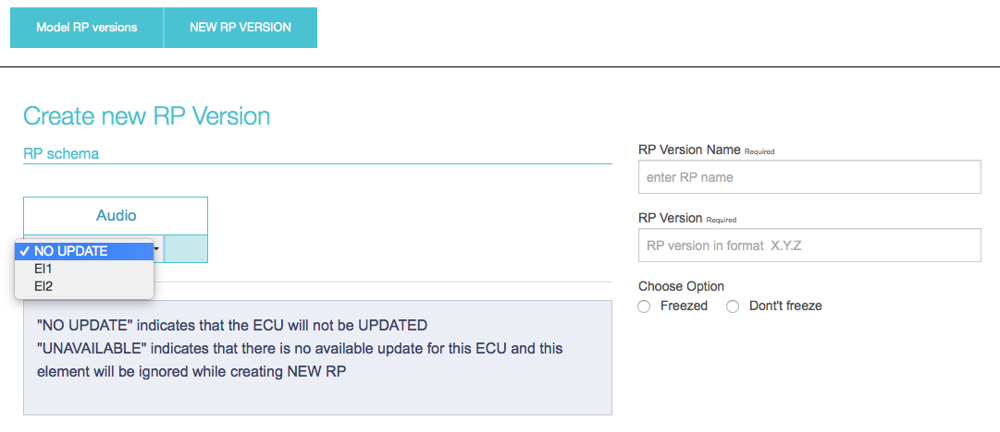 Model RP versions
NEW RP VERSION
Create new RP Version
RP schema
Audio
✓ NO UPDATE
EI1
EI2
"NO UPDATE" indicates that the ECU will not be UPDATED
"UNAVAILABLE" indicates that there is no available update for this ECU and this
element will be ignored while creating NEW RP
RP Version Name Required
enter RP name
RP Version Required
RP version in format X.Y.Z
Choose Option
Freezed
Dont't freeze